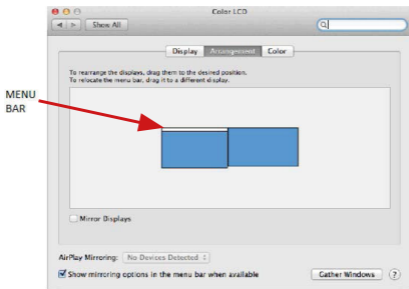 Color LCD
Show All
Display Arrangement Color
To rearrange the displays, drag them to the desired position.
To relocate the menu bar, drag it to a different display.
MENU
BAR
Mirror Displays
AirPlay Mirroring: No Devices Detected
Show mirroring options in the menu bar when available
Gather Windows ?